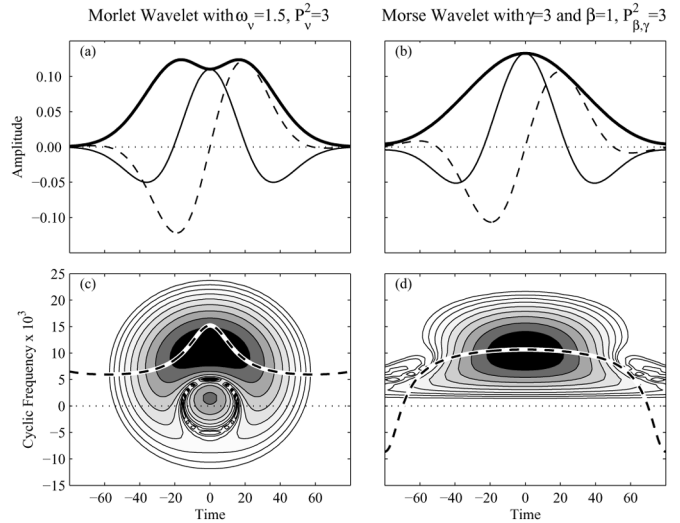 Morlet Wavelet with ων=1.5, Pν²=3
Morse Wavelet with γ=3 and β=1, P²β,γ=3
(a)
(b)
0.10
0.05
0.00
−0.05
−0.10
Amplitude
(c)
(d)
25
20
15
10
5
0
−5
−10
−15
Cyclic Frequency x 10³
−60 −40 −20 0 20 40 60
−60 −40 −20 0 20 40 60
Time
Time